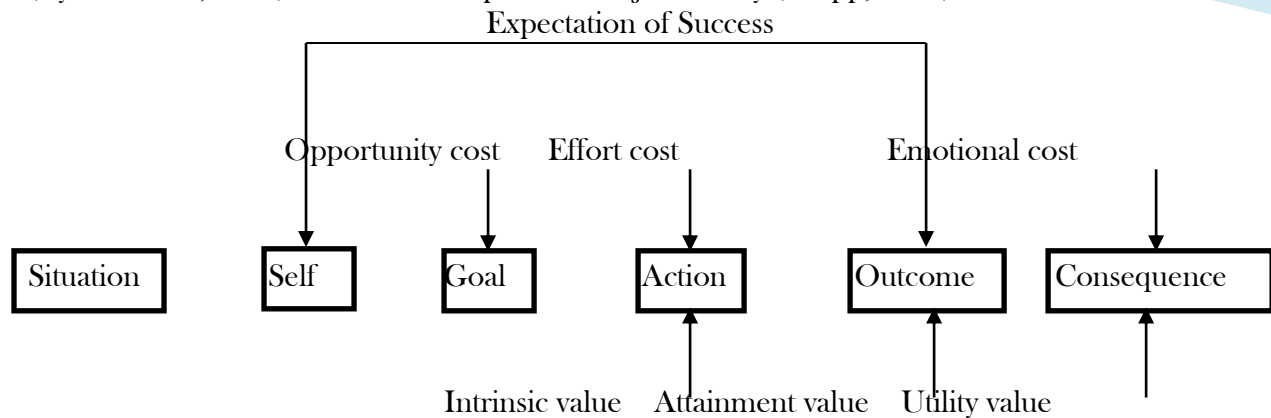 Expectation of Success
Opportunity cost Effort cost Emotional cost
Situation Self Goal Action Outcome Consequence
Intrinsic value Attainment value Utility value